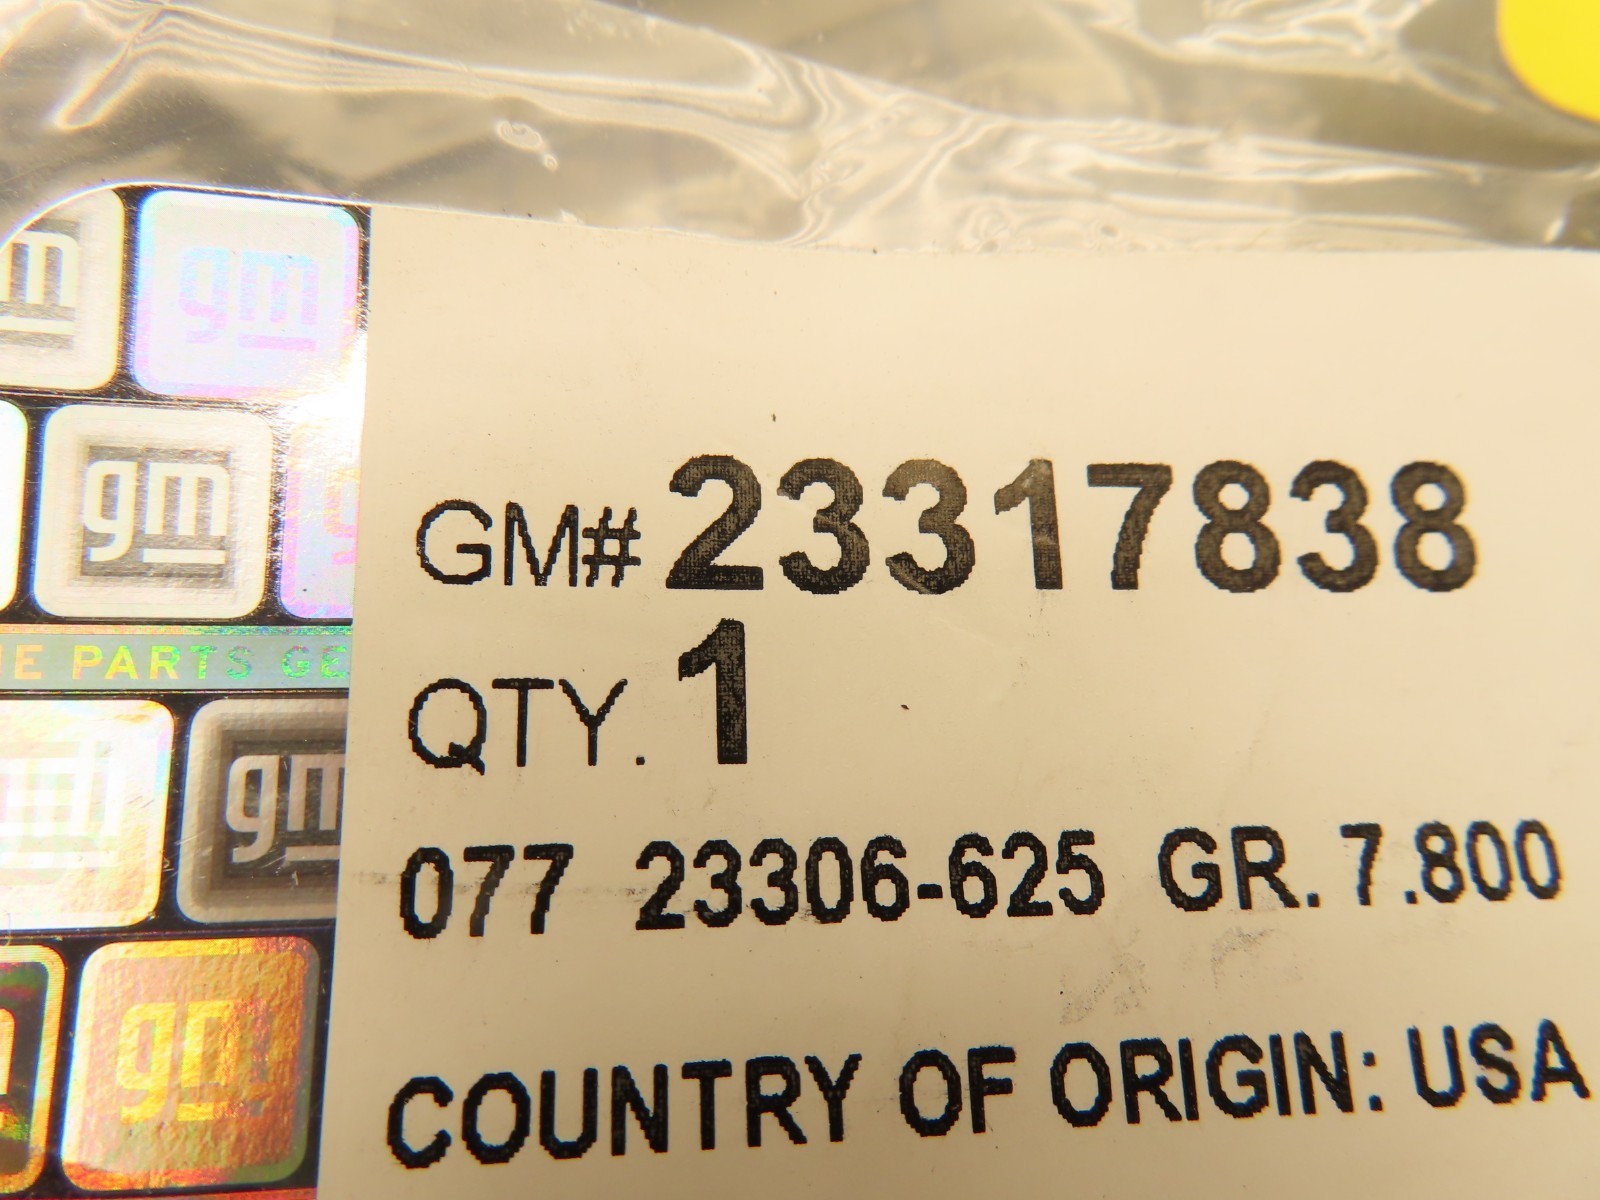 gm
gm
gm
GM# 23317838
QTY. 1
PARTS
gm
077 23306-625 GR. 7.800
gm
COUNTRY OF ORIGIN: USA